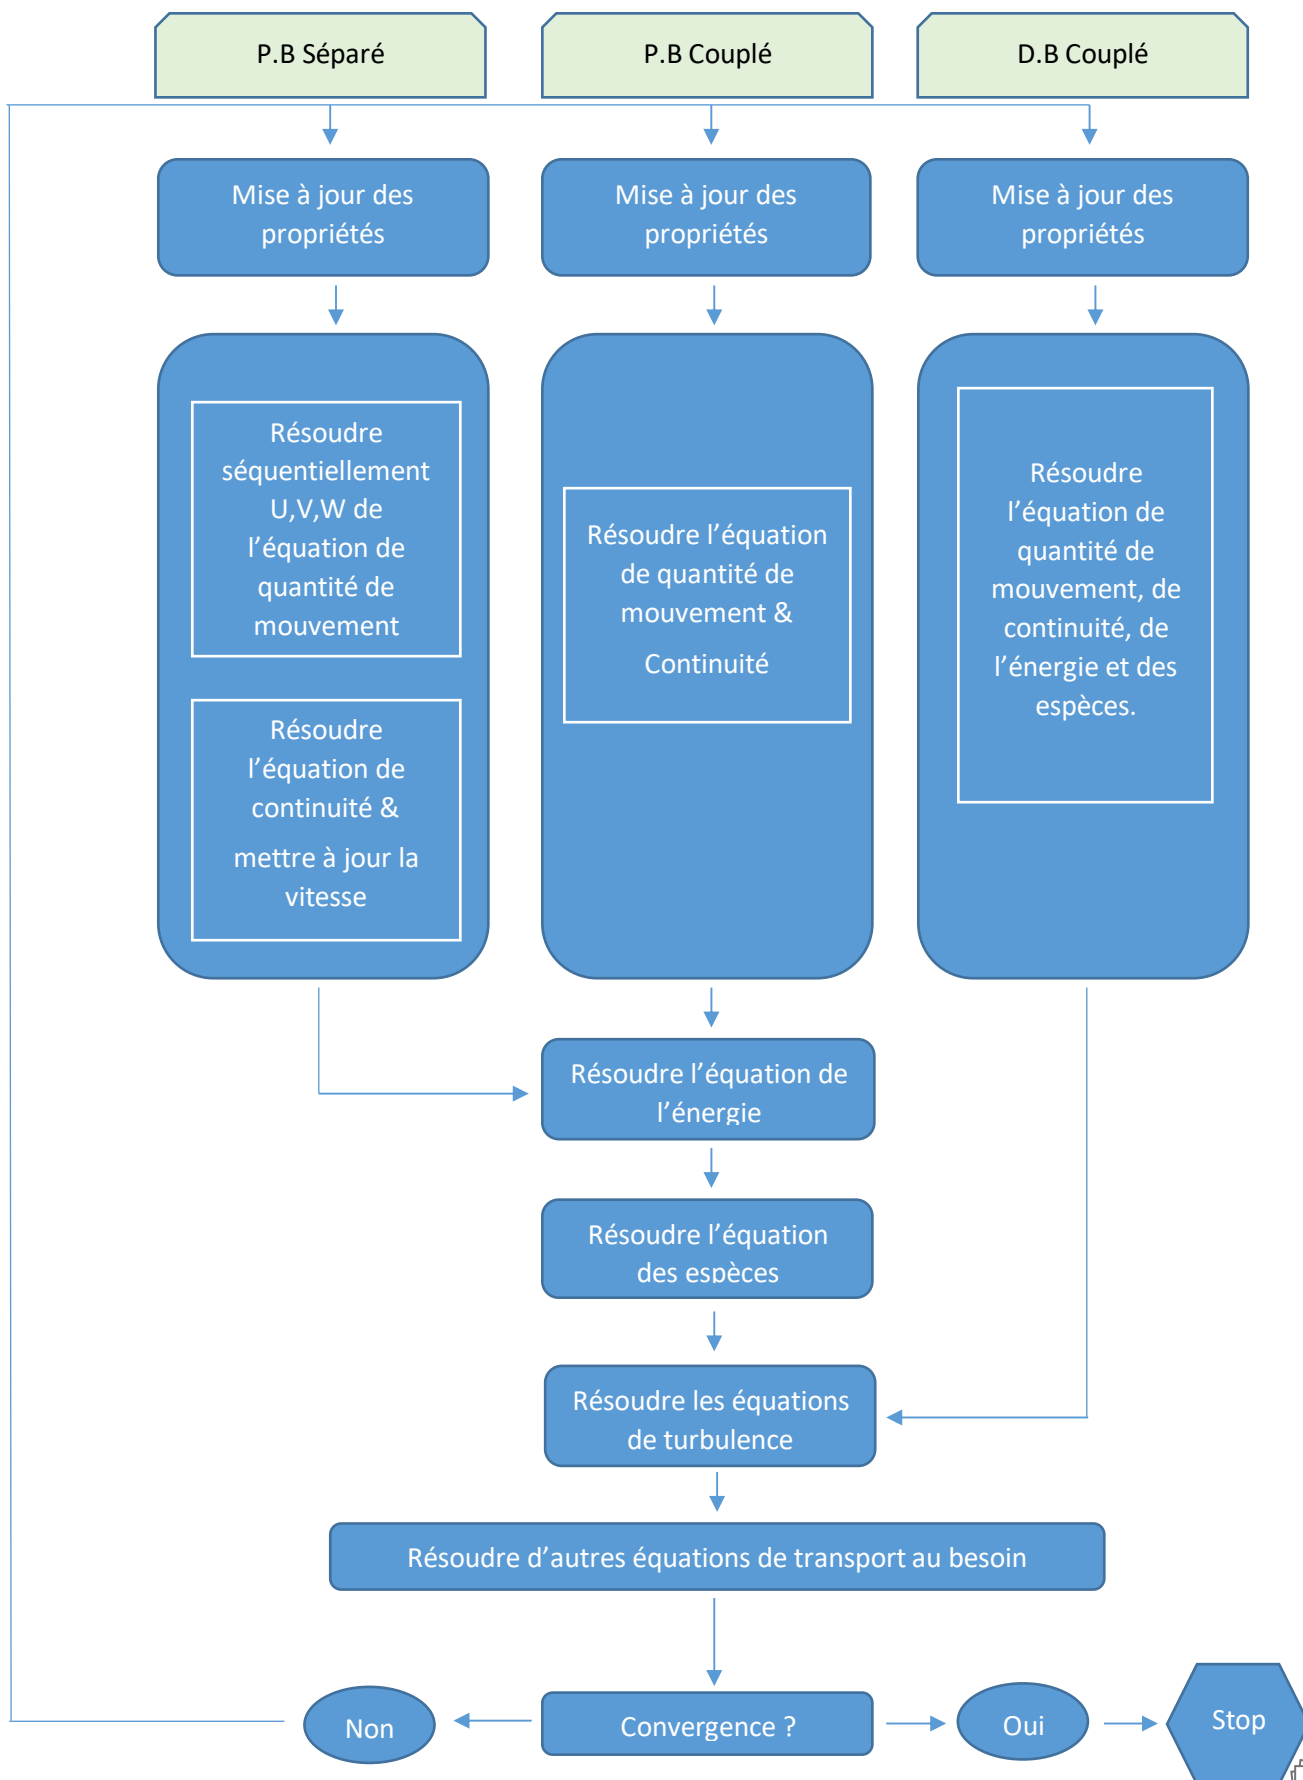 P.B Séparé
P.B Couplé
D.B Couplé
Mise à jour des
propriétés
Mise à jour des
propriétés
Mise à jour des
propriétés
Résoudre
séquentiellement
U,V,W de
l’équation de
quantité de
mouvement
Résoudre
l’équation de
continuité &
mettre à jour la
vitesse
Résoudre l’équation
de quantité de
mouvement &
Continuité
Résoudre
l’équation de
quantité de
mouvement, de
continuité, de
l’énergie et des
espèces.
Résoudre l’équation de
l’énergie
Résoudre l’équation
des espèces
Résoudre les équations
de turbulence
Résoudre d’autres équations de transport au besoin
Non
Convergence ?
Oui
Stop